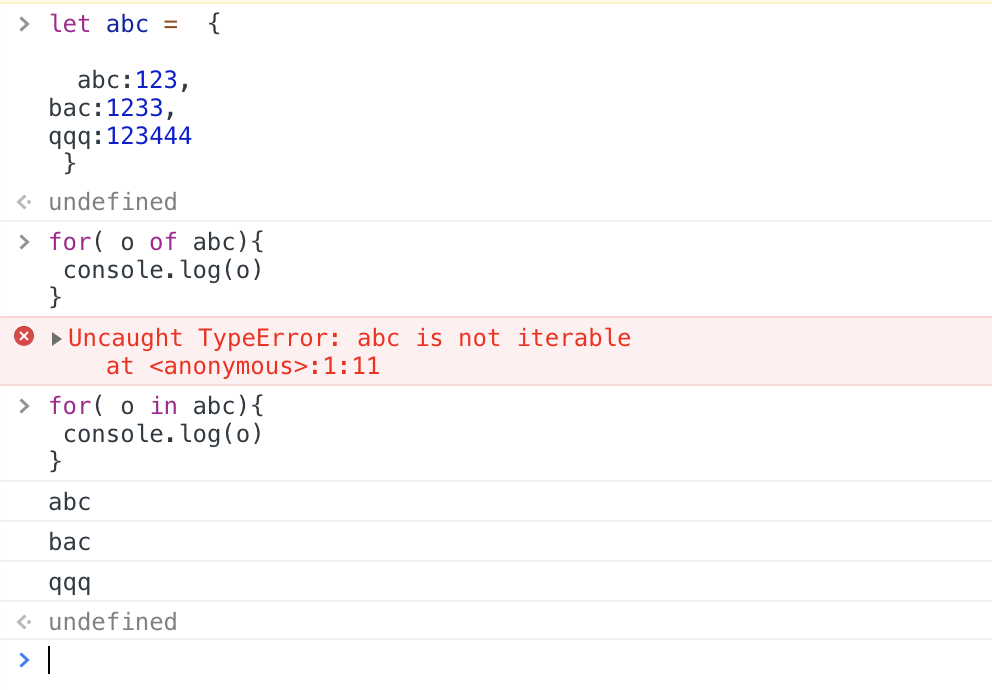 > let abc =  {
  abc:123,
bac:1233,
qqq:123444
 }
undefined
> for( o of abc){
 console.log(o)
}
Uncaught TypeError: abc is not iterable
    at <anonymous>:1:11
> for( o in abc){
 console.log(o)
}
abc
bac
qqq
undefined
>